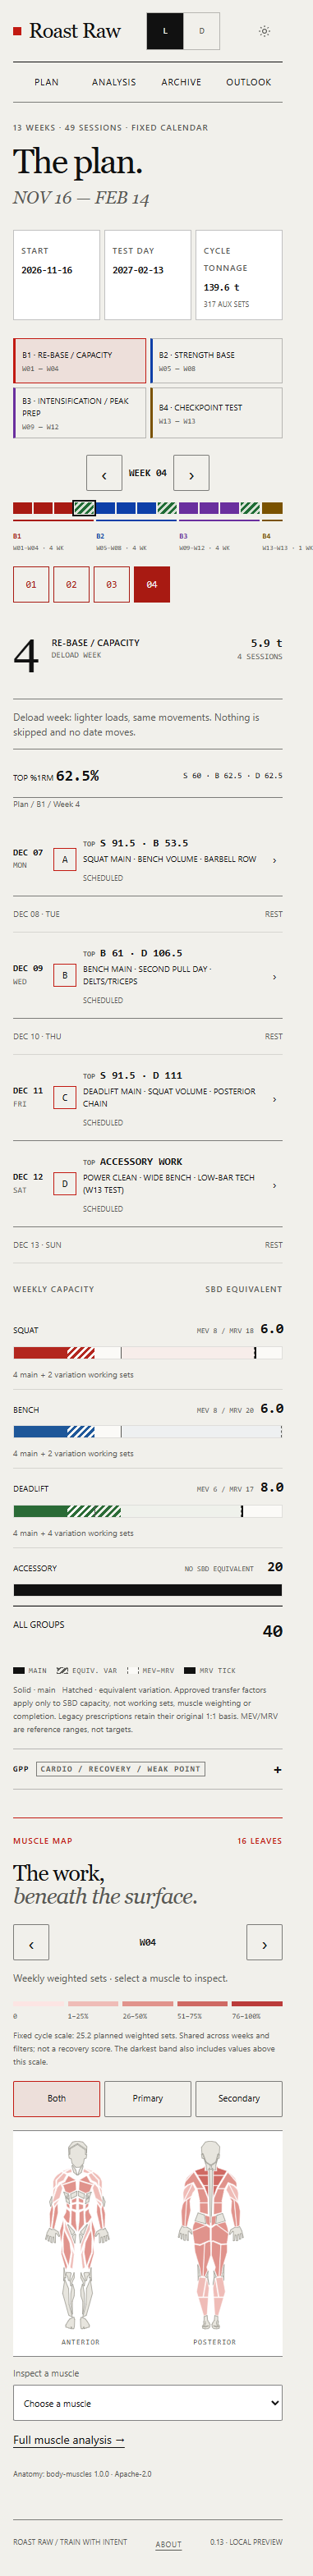 Roast Raw
L
D
PLAN
ANALYSIS
ARCHIVE
OUTLOOK
13 WEEKS · 49 SESSIONS · FIXED CALENDAR
The plan.
NOV 16 — FEB 14
START
2026-11-16
TEST DAY
2027-02-13
CYCLE
TONNAGE
139.6 t
317 AUX SETS
B1 · RE-BASE / CAPACITY
W01 — W04
B2 · STRENGTH BASE
W05 — W08
B3 · INTENSIFICATION / PEAK
PREP
W09 — W12
B4 · CHECKPOINT TEST
W13 — W13
‹
WEEK 04
›
B1
W01-W04 · 4 WK
B2
W05-W08 · 4 WK
B3
W09-W12 · 4 WK
B4
W13-W13 · 1 WK
01
02
03
04
4
RE-BASE / CAPACITY
DELOAD WEEK
5.9 t
4 SESSIONS
Deload week: lighter loads, same movements. Nothing is
skipped and no date moves.
TOP %1RM 62.5%
S 60 · B 62.5 · D 62.5
Plan / B1 / Week 4
DEC 07
MON
A
TOP S 91.5 · B 53.5
SQUAT MAIN · BENCH VOLUME · BARBELL ROW
SCHEDULED
›
DEC 08 · TUE
REST
DEC 09
WED
B
TOP B 61 · D 106.5
BENCH MAIN · SECOND PULL DAY ·
DELTS/TRICEPS
SCHEDULED
›
DEC 10 · THU
REST
DEC 11
FRI
C
TOP S 91.5 · D 111
DEADLIFT MAIN · SQUAT VOLUME · POSTERIOR
CHAIN
SCHEDULED
›
DEC 12
SAT
D
TOP ACCESSORY WORK
POWER CLEAN · WIDE BENCH · LOW-BAR TECH
(W13 TEST)
SCHEDULED
›
DEC 13 · SUN
REST
WEEKLY CAPACITY
SBD EQUIVALENT
SQUAT
MEV 8 / MRV 18 6.0
4 main + 2 variation working sets
BENCH
MEV 8 / MRV 20 6.0
4 main + 2 variation working sets
DEADLIFT
MEV 6 / MRV 17 8.0
4 main + 4 variation working sets
ACCESSORY
NO SBD EQUIVALENT 20
ALL GROUPS
40
MAIN
EQUIV. VAR
MEV–MRV
MRV TICK
Solid · main Hatched · equivalent variation. Approved transfer factors
apply only to SBD capacity, not working sets, muscle weighting or
completion. Legacy prescriptions retain their original 1:1 basis. MEV/MRV
are reference ranges, not targets.
GPP
CARDIO / RECOVERY / WEAK POINT
+
MUSCLE MAP
16 LEAVES
The work,
beneath the surface.
‹
W04
›
Weekly weighted sets · select a muscle to inspect.
0
1–25%
26–50%
51–75%
76–100%
Fixed cycle scale: 25.2 planned weighted sets. Shared across weeks and
filters; not a recovery score. The darkest band also includes values above
this scale.
Both
Primary
Secondary
ANTERIOR
POSTERIOR
Inspect a muscle
Choose a muscle
Full muscle analysis →
Anatomy: body-muscles 1.0.0 · Apache-2.0
ROAST RAW / TRAIN WITH INTENT
ABOUT
0.13 · LOCAL PREVIEW